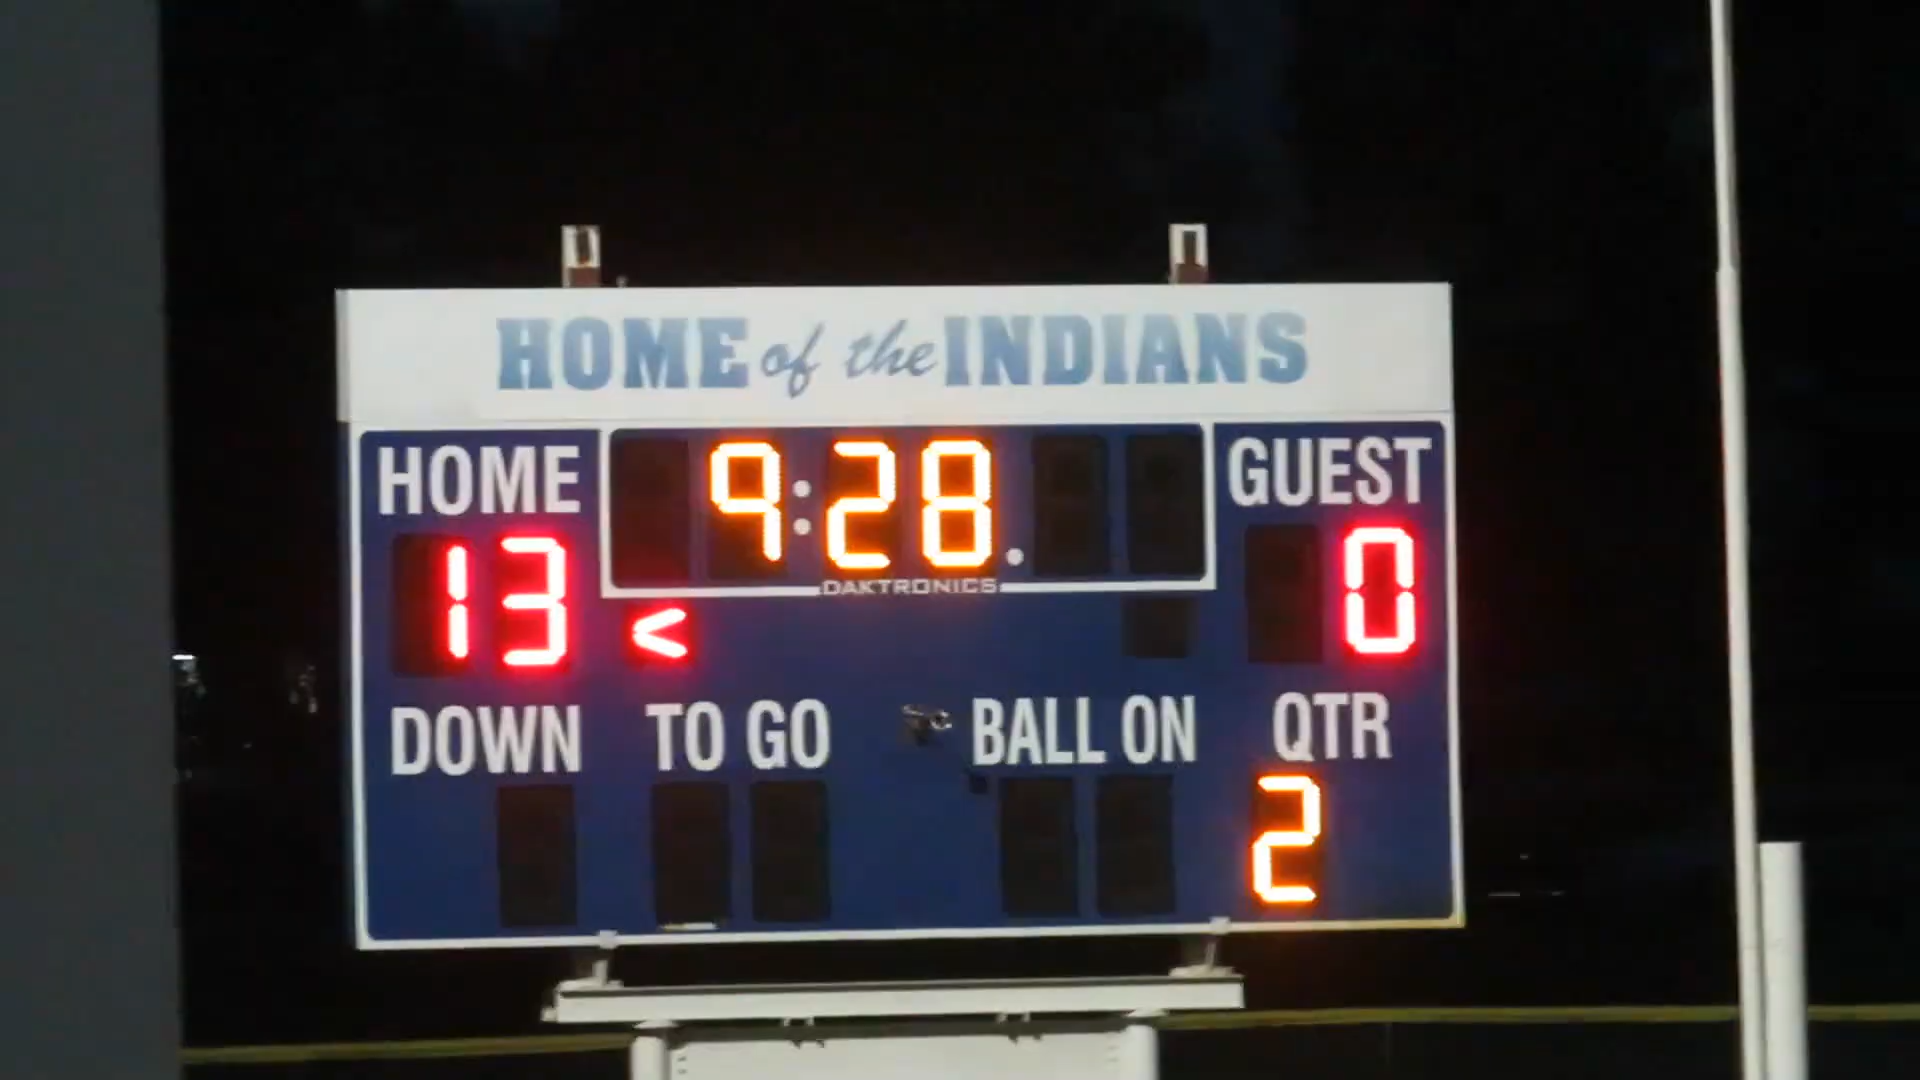 HOME of the INDIANS
HOME 9:28. GUEST
DAKTRONICS
13 < 0
DOWN TO GO BALL ON QTR
2